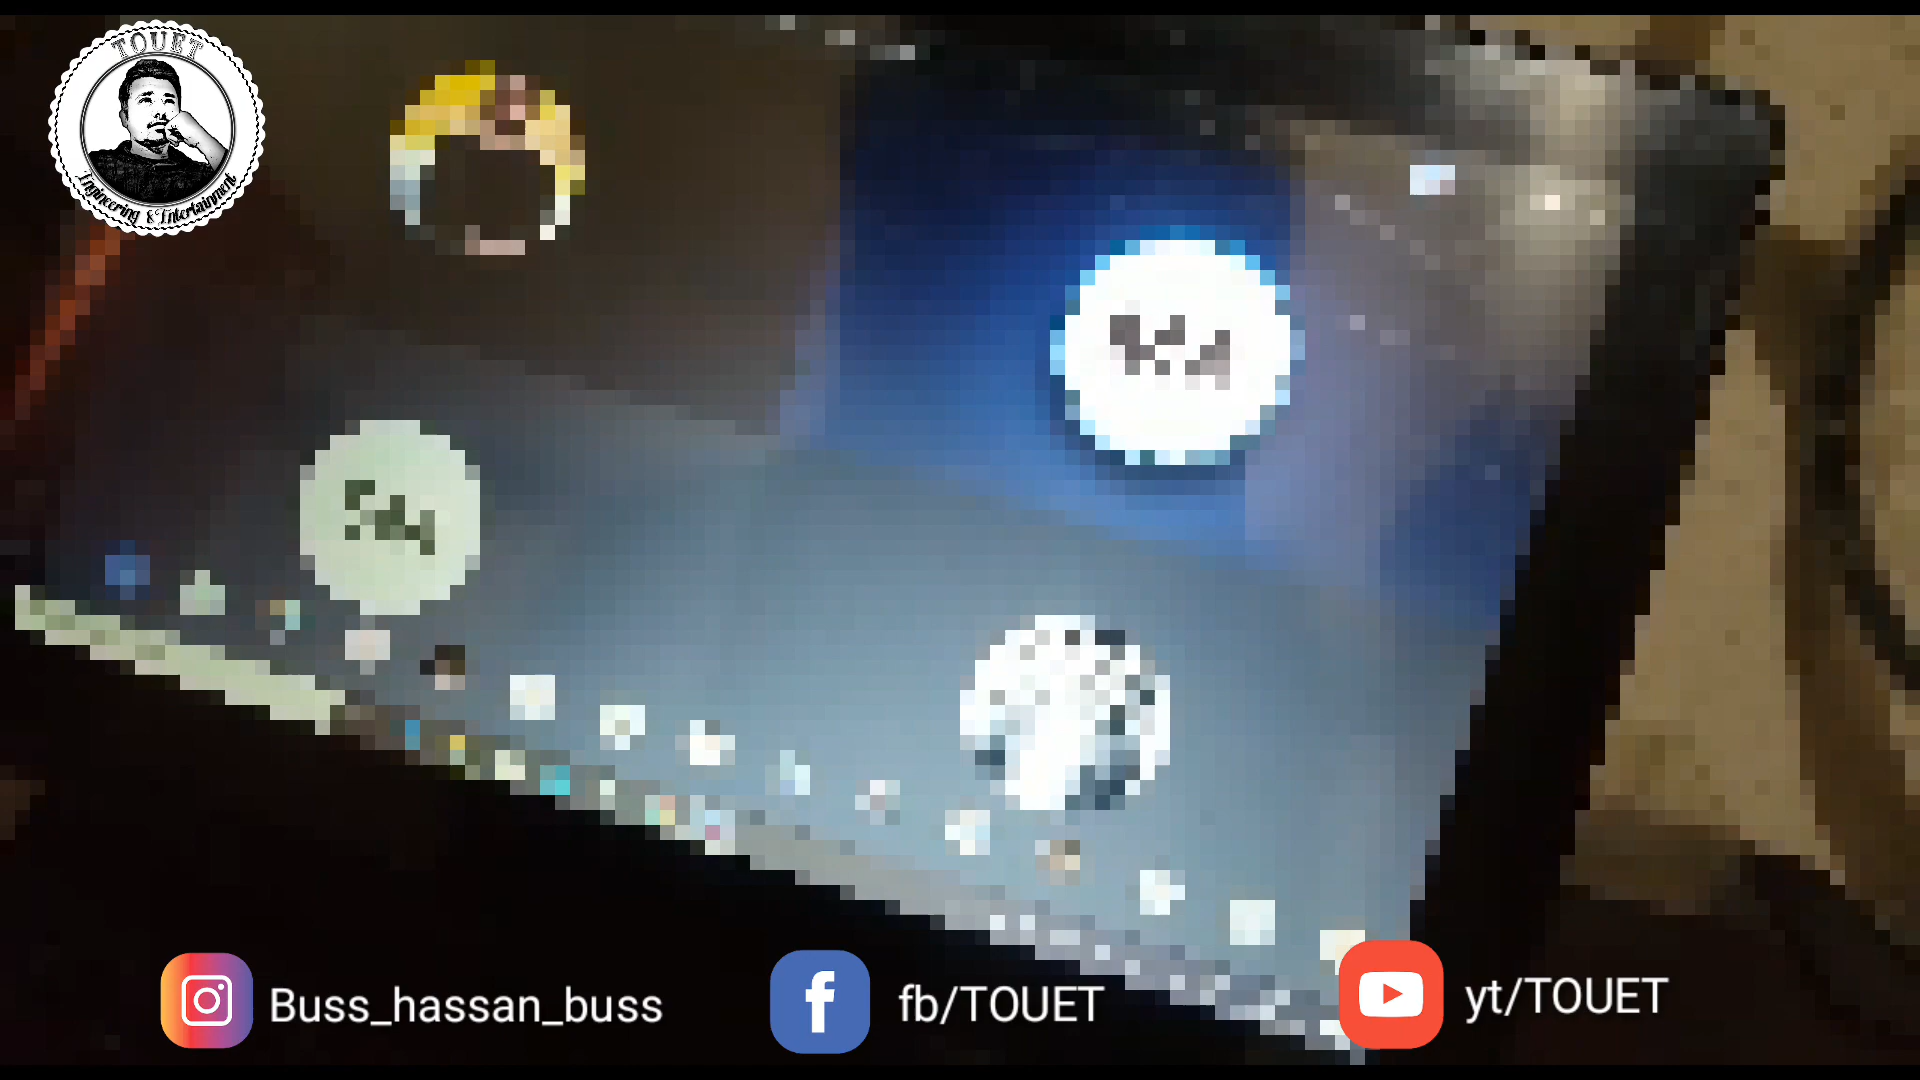 TOUET
Engineering & Entertainment
Buss_hassan_buss
fb/TOUET
yt/TOUET